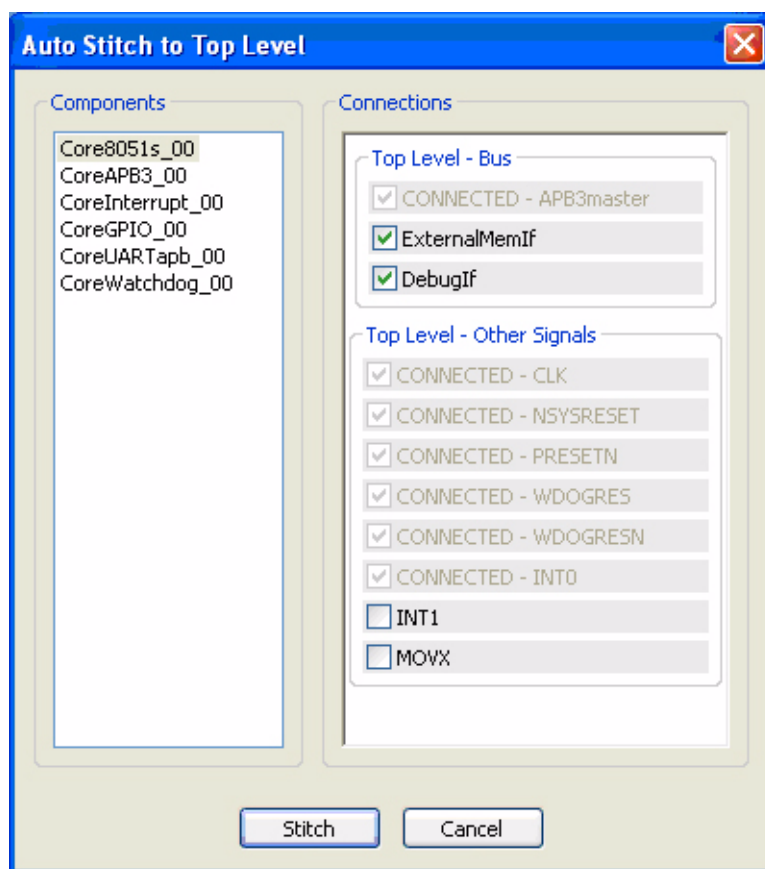 Auto Stitch to Top Level
Components
Core8051s_00
CoreAPB3_00
CoreInterrupt_00
CoreGPIO_00
CoreUARTapb_00
CoreWatchdog_00
Connections
Top Level - Bus
CONNECTED - APB3master
ExternalMemIf
DebugIf
Top Level - Other Signals
CONNECTED - CLK
CONNECTED - NSYSRESET
CONNECTED - PRESETN
CONNECTED - WDOGRES
CONNECTED - WDOGRESN
CONNECTED - INT0
INT1
MOVX
Stitch
Cancel